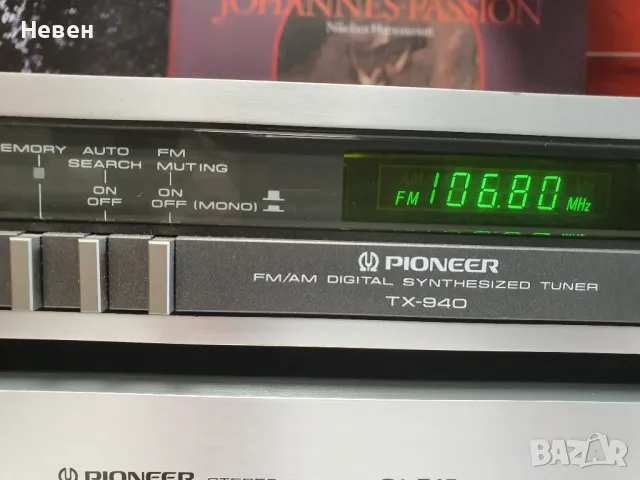 Невен
JOHANNES-PASSION
EMORY
AUTO
SEARCH
ON
OFF
FM
MUTING
ON
OFF (MONO)
FM 106.80 MHz
PIONEER
FM/AM DIGITAL SYNTHESIZED TUNER
TX-940
PIONEER
BAZAR